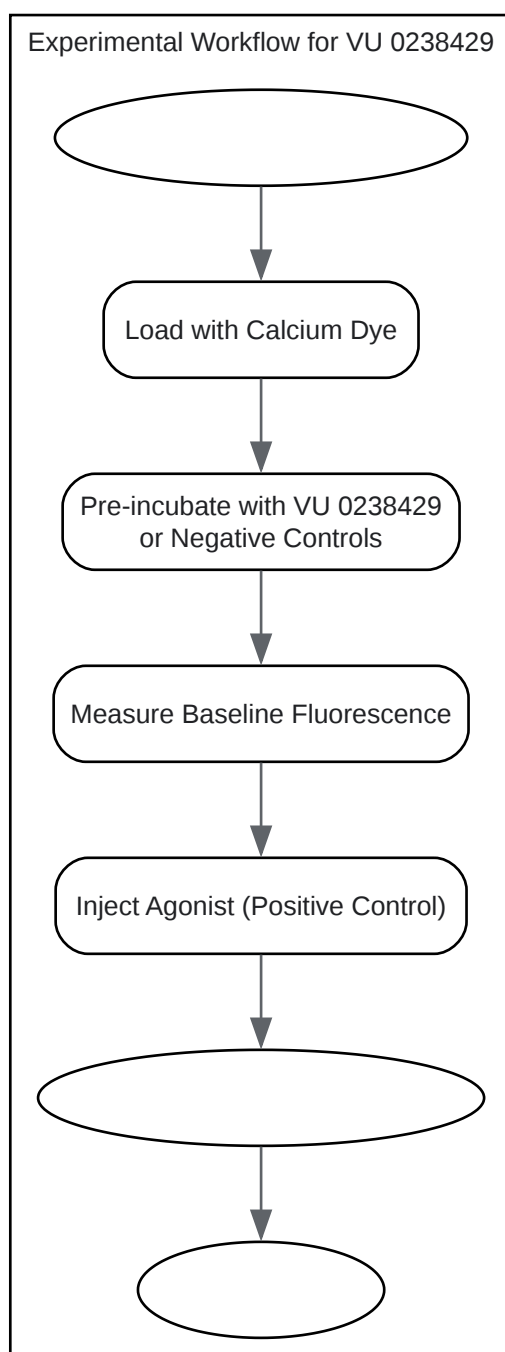 Experimental Workflow for VU 0238429
Load with Calcium Dye
Pre-incubate with VU 0238429
or Negative Controls
Measure Baseline Fluorescence
Inject Agonist (Positive Control)